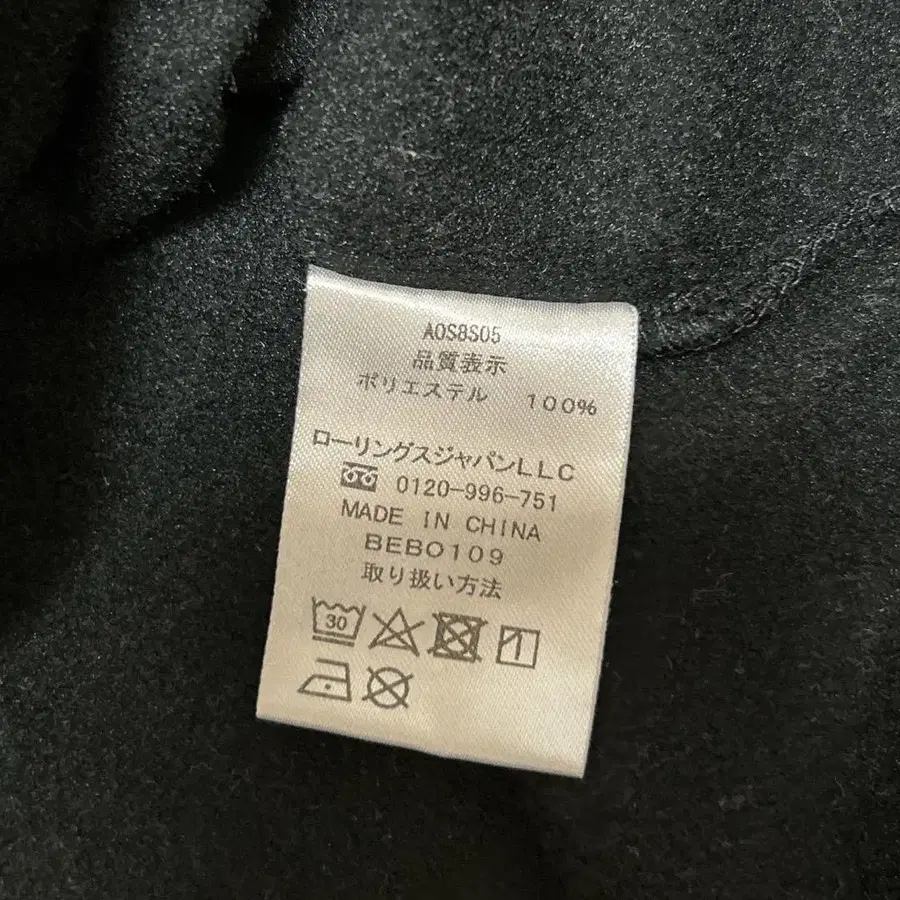 A0S8S05
品質表示
ポリエステル 100%
ローリングスジャパンLLC
0120-996-751
MADE IN CHINA
BEBO109
取り扱い方法
30